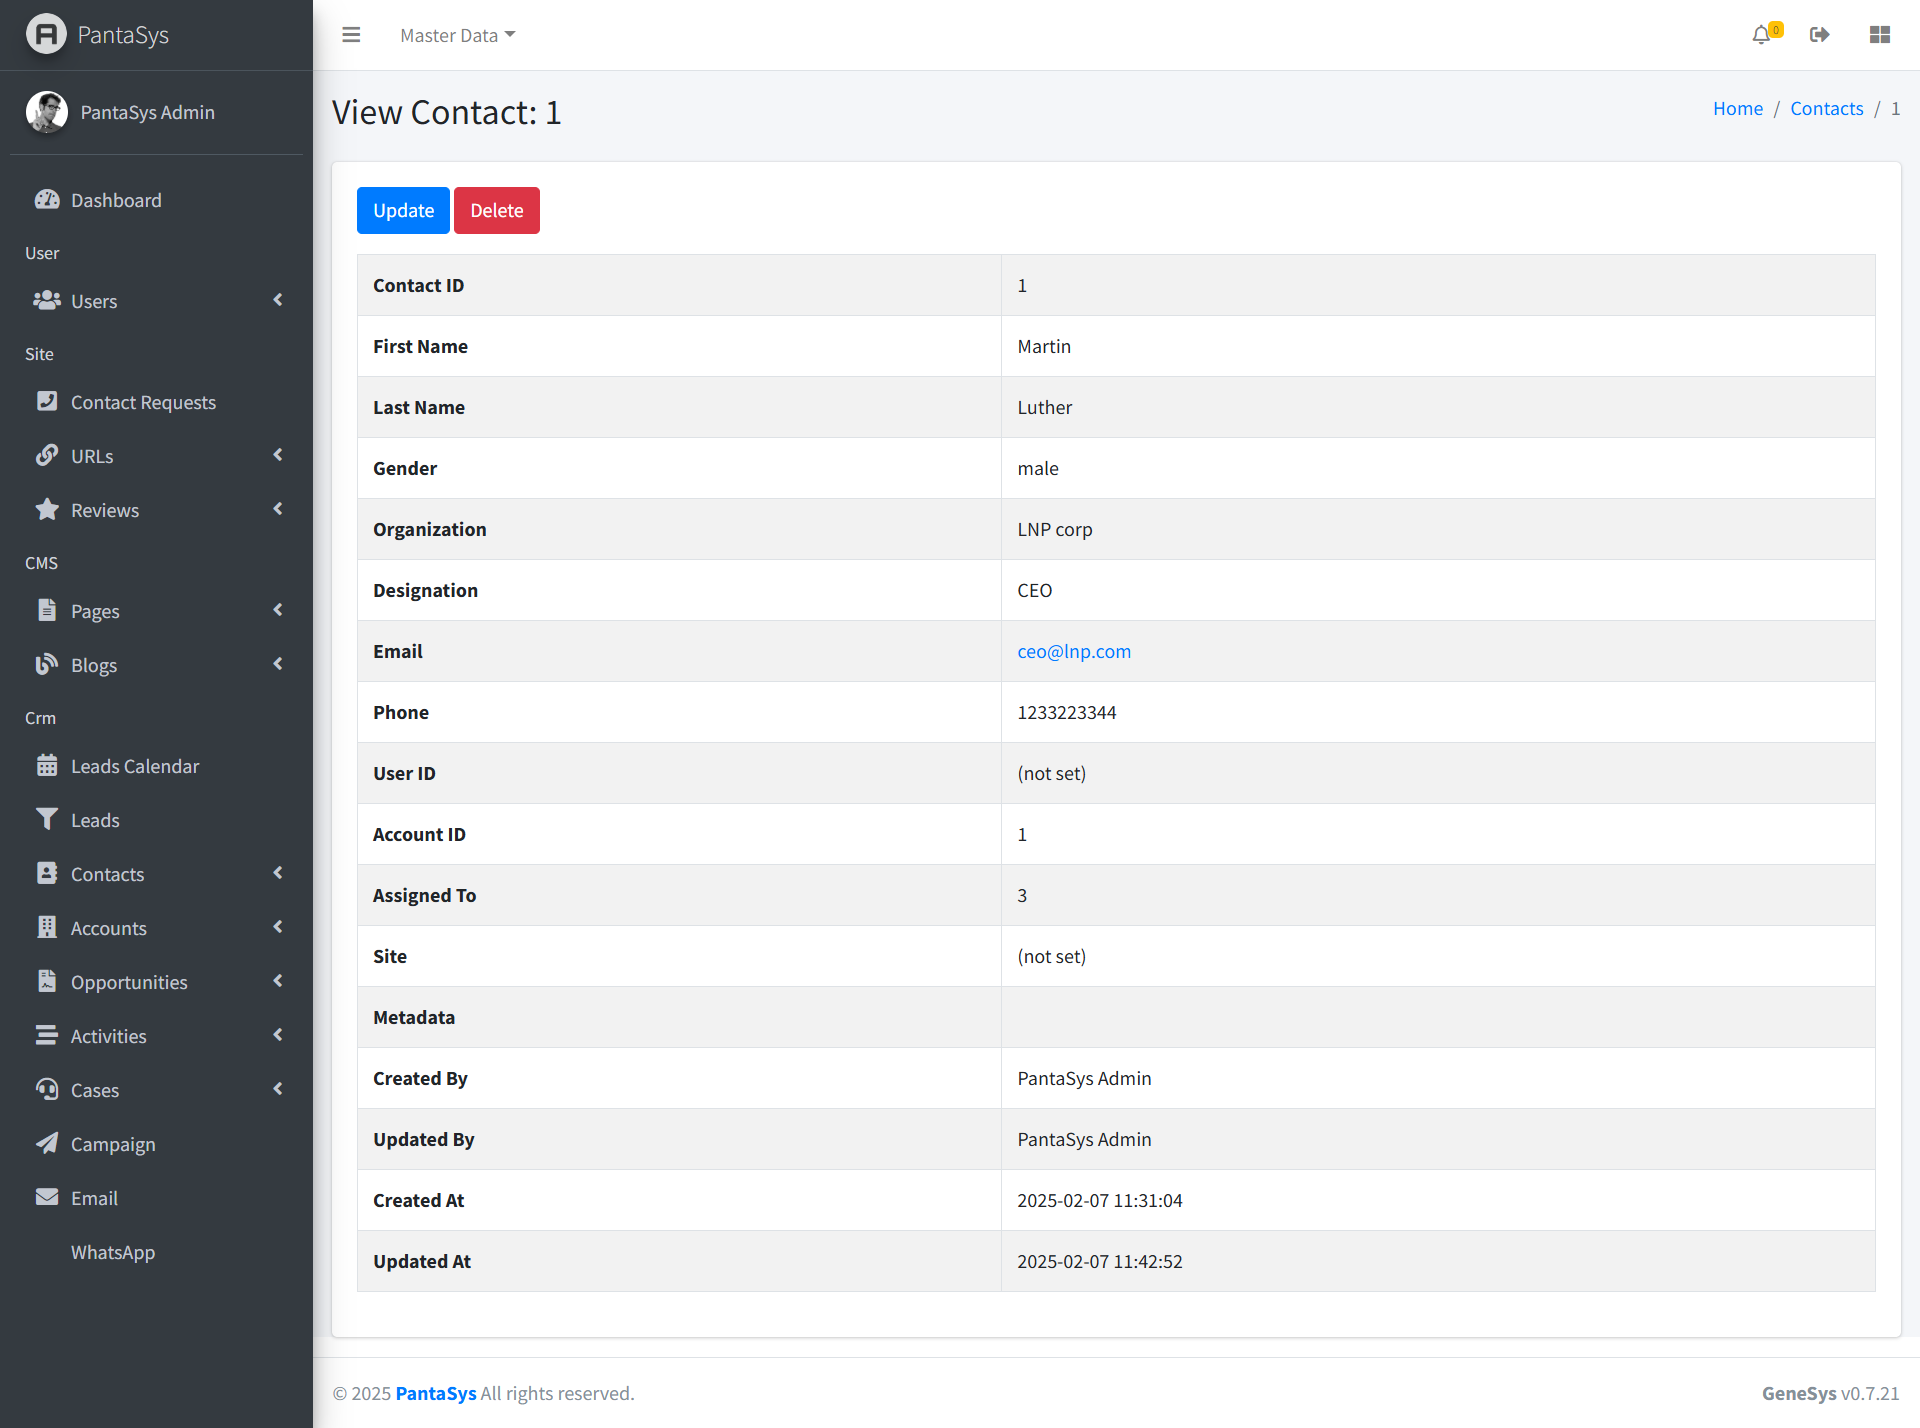 PantaSys
Master Data
0
PantaSys Admin
View Contact: 1
Home / Contacts / 1
Dashboard
User
Users
Site
Contact Requests
URLs
Reviews
CMS
Pages
Blogs
Crm
Leads Calendar
Leads
Contacts
Accounts
Opportunities
Activities
Cases
Campaign
Email
WhatsApp
Update Delete
Contact ID 1
First Name Martin
Last Name Luther
Gender male
Organization LNP corp
Designation CEO
Email ceo@lnp.com
Phone 1233223344
User ID (not set)
Account ID 1
Assigned To 3
Site (not set)
Metadata
Created By PantaSys Admin
Updated By PantaSys Admin
Created At 2025-02-07 11:31:04
Updated At 2025-02-07 11:42:52
© 2025 PantaSys All rights reserved.
GeneSys v0.7.21